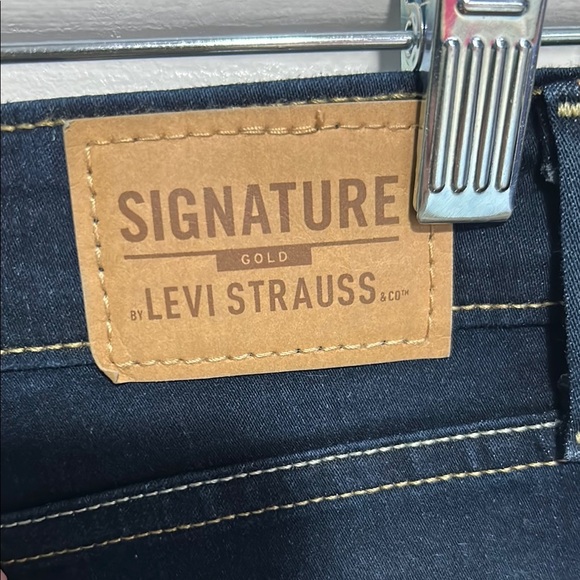 SIGNATURE
GOLD
BY LEVI STRAUSS & CO™